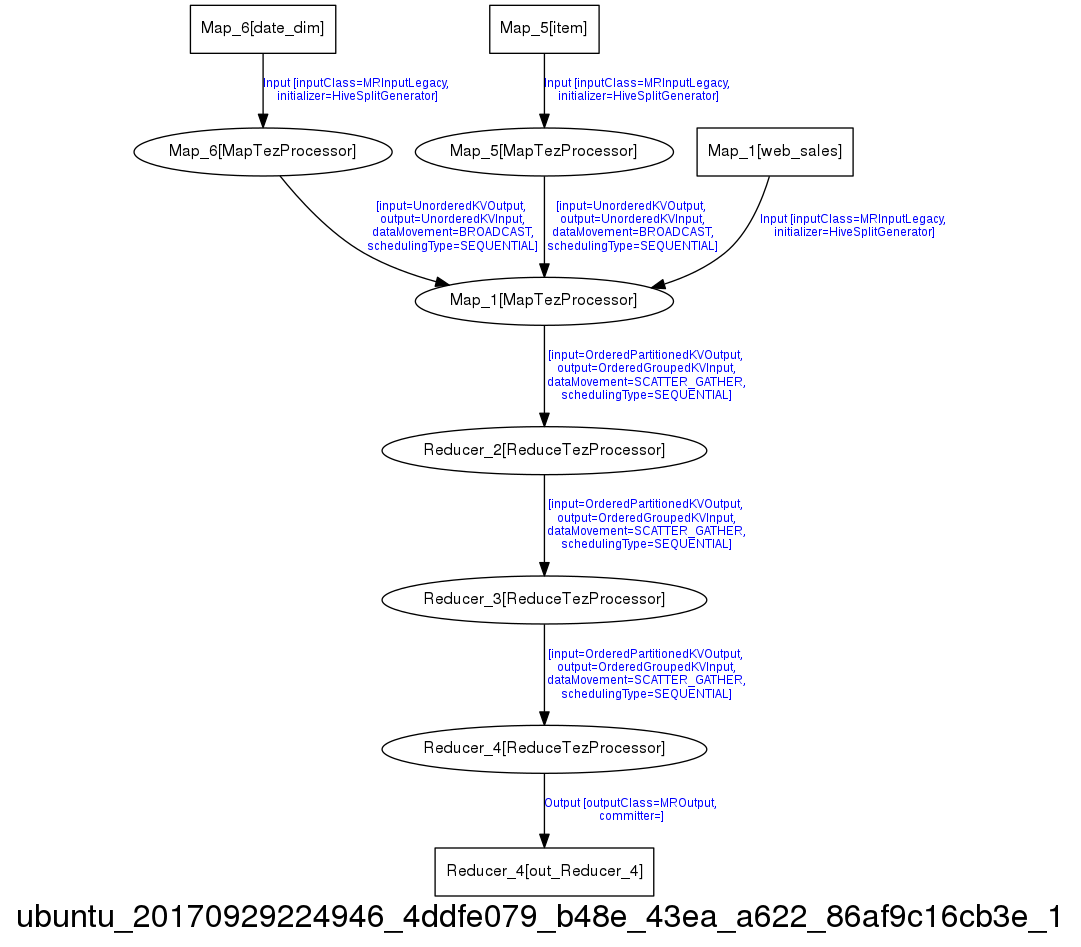 Map_6[date_dim]
Map_5[item]
Input [inputClass=MRInputLegacy,
initializer=HiveSplitGenerator]
Input [inputClass=MRInputLegacy,
initializer=HiveSplitGenerator]
Map_6[MapTezProcessor]
Map_5[MapTezProcessor]
Map_1[web_sales]
[input=UnorderedKVOutput,
output=UnorderedKVInput,
dataMovement=BROADCAST,
schedulingType=SEQUENTIAL]
[input=UnorderedKVOutput,
output=UnorderedKVInput,
dataMovement=BROADCAST,
schedulingType=SEQUENTIAL]
Input [inputClass=MRInputLegacy,
initializer=HiveSplitGenerator]
Map_1[MapTezProcessor]
[input=OrderedPartitionedKVOutput,
output=OrderedGroupedKVInput,
dataMovement=SCATTER_GATHER,
schedulingType=SEQUENTIAL]
Reducer_2[ReduceTezProcessor]
[input=OrderedPartitionedKVOutput,
output=OrderedGroupedKVInput,
dataMovement=SCATTER_GATHER,
schedulingType=SEQUENTIAL]
Reducer_3[ReduceTezProcessor]
[input=OrderedPartitionedKVOutput,
output=OrderedGroupedKVInput,
dataMovement=SCATTER_GATHER,
schedulingType=SEQUENTIAL]
Reducer_4[ReduceTezProcessor]
Output [outputClass=MROutput,
committer=]
Reducer_4[out_Reducer_4]
ubuntu_20170929224946_4ddfe079_b48e_43ea_a622_86af9c16cb3e_1